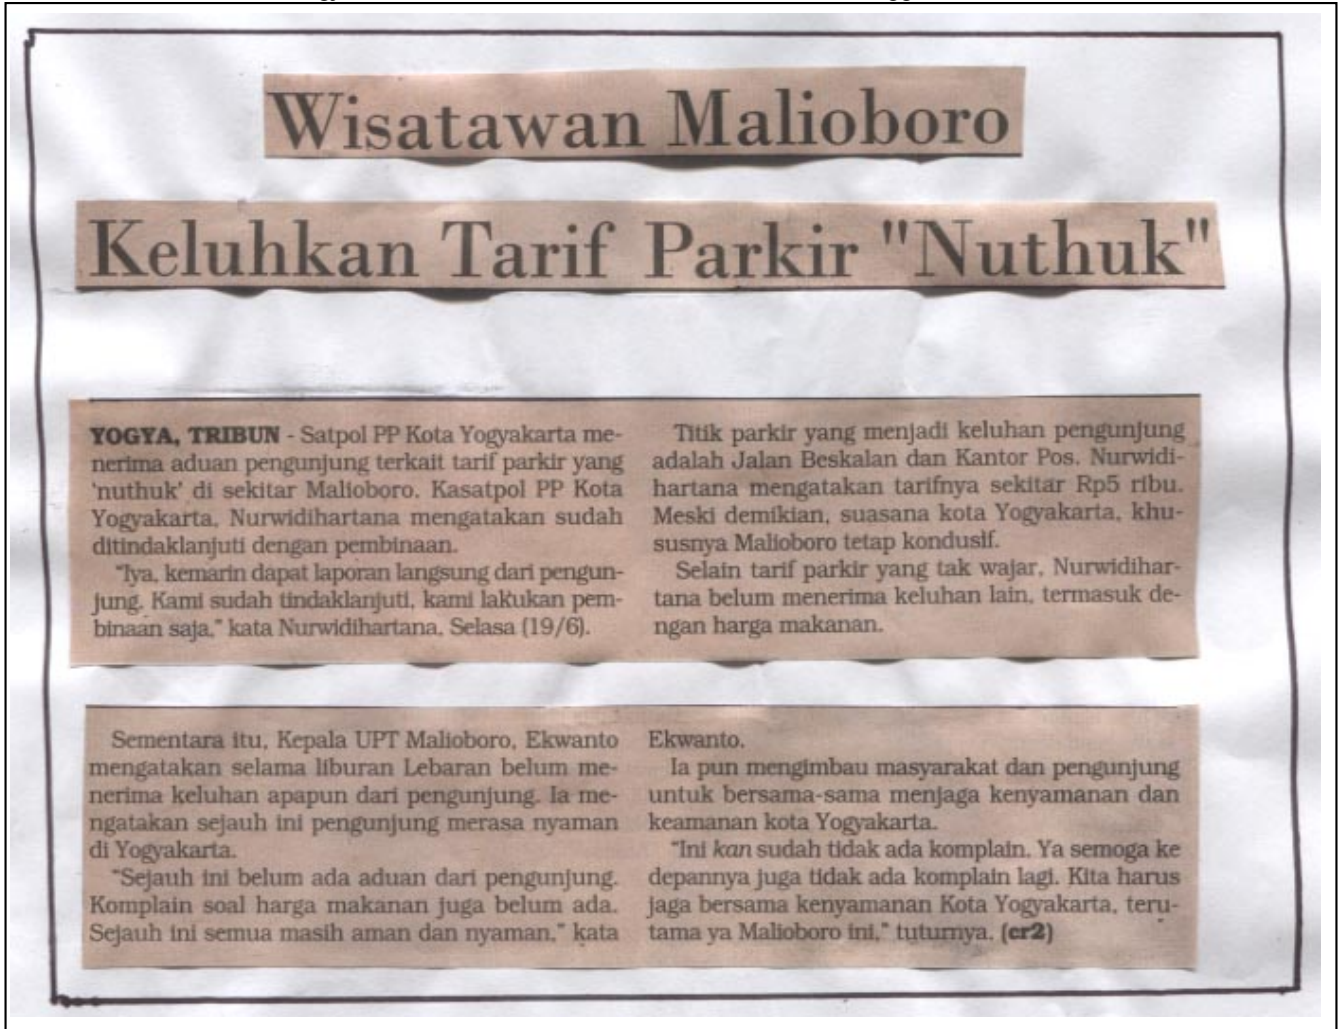 Wisatawan Malioboro
Keluhkan Tarif Parkir "Nuthuk"
YOGYA, TRIBUN - Satpol PP Kota Yogyakarta me-
nerima aduan pengunjung terkait tarif parkir yang
'nuthuk' di sekitar Malioboro. Kasatpol PP Kota
Yogyakarta, Nurwidihartana mengatakan sudah
ditindaklanjuti dengan pembinaan.
"Iya, kemarin dapat laporan langsung dari pengun-
jung. Kami sudah tindaklanjuti, kami lakukan pem-
binaan saja," kata Nurwidihartana, Selasa (19/6).
Titik parkir yang menjadi keluhan pengunjung
adalah Jalan Beskalan dan Kantor Pos. Nurwidi-
hartana mengatakan tarifnya sekitar Rp5 ribu.
Meski demikian, suasana kota Yogyakarta, khu-
susnya Malioboro tetap kondusif.
Selain tarif parkir yang tak wajar, Nurwidihar-
tana belum menerima keluhan lain, termasuk de-
ngan harga makanan.
Sementara itu, Kepala UPT Malioboro, Ekwanto
mengatakan selama liburan Lebaran belum me-
nerima keluhan apapun dari pengunjung. Ia me-
ngatakan sejauh ini pengunjung merasa nyaman
di Yogyakarta.
"Sejauh ini belum ada aduan dari pengunjung.
Komplain soal harga makanan juga belum ada.
Sejauh ini semua masih aman dan nyaman," kata
Ekwanto.
Ia pun mengimbau masyarakat dan pengunjung
untuk bersama-sama menjaga kenyamanan dan
keamanan kota Yogyakarta.
"Ini kan sudah tidak ada komplain. Ya semoga ke
depannya juga tidak ada komplain lagi. Kita harus
jaga bersama kenyamanan Kota Yogyakarta, teru-
tama ya Malioboro ini," tuturnya. (cr2)